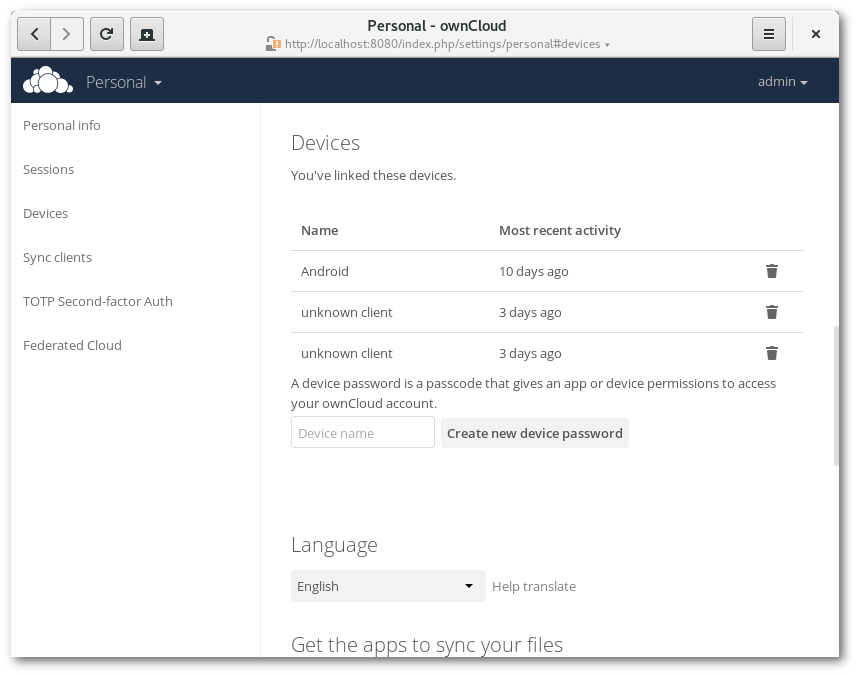 Personal - ownCloud
http://localhost:8080/index.php/settings/personal#devices
Personal
admin
Personal info
Sessions
Devices
Sync clients
TOTP Second-factor Auth
Federated Cloud
Devices
You've linked these devices.
Name Most recent activity
Android 10 days ago
unknown client 3 days ago
unknown client 3 days ago
A device password is a passcode that gives an app or device permissions to access
your ownCloud account.
Device name Create new device password
Language
English Help translate
Get the apps to sync your files